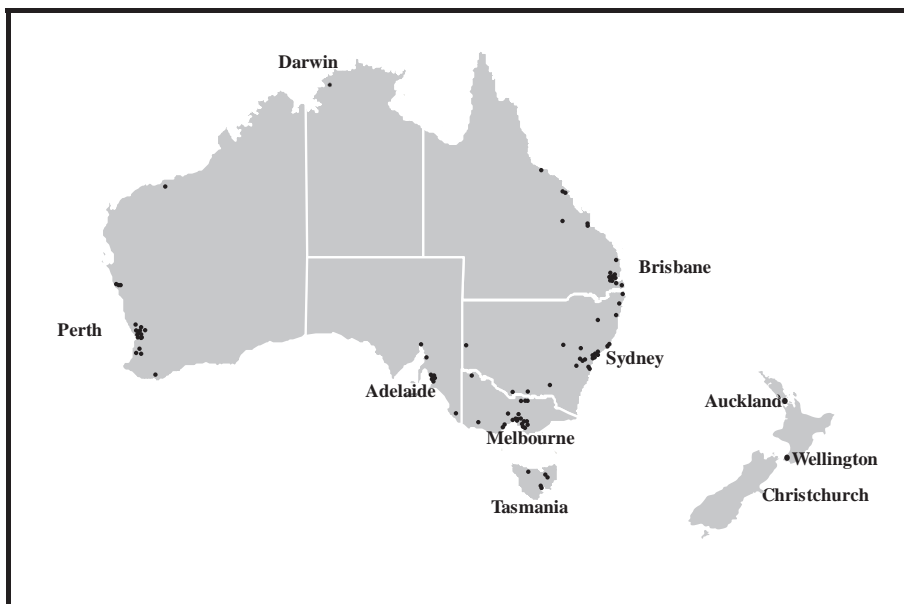 Darwin
Brisbane
Perth
Sydney
Adelaide
Auckland
Melbourne
Wellington
Christchurch
Tasmania